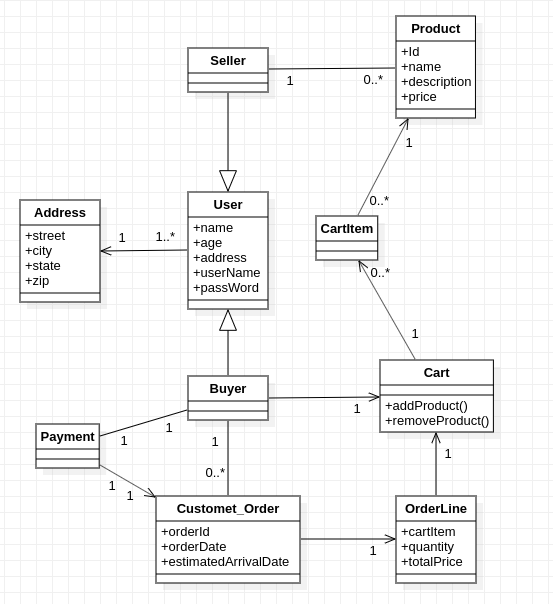 Product
+Id
+name
+description
+price
Seller
1
0..*
1
0..*
User
+name
+age
+address
+userName
+passWord
Address
+street
+city
+state
+zip
1
1..*
CartItem
0..*
1
Buyer
1
Cart
+addProduct()
+removeProduct()
Payment
1
1
1
0..*
1
1
1
Customet_Order
+orderId
+orderDate
+estimatedArrivalDate
1
OrderLine
+cartItem
+quantity
+totalPrice